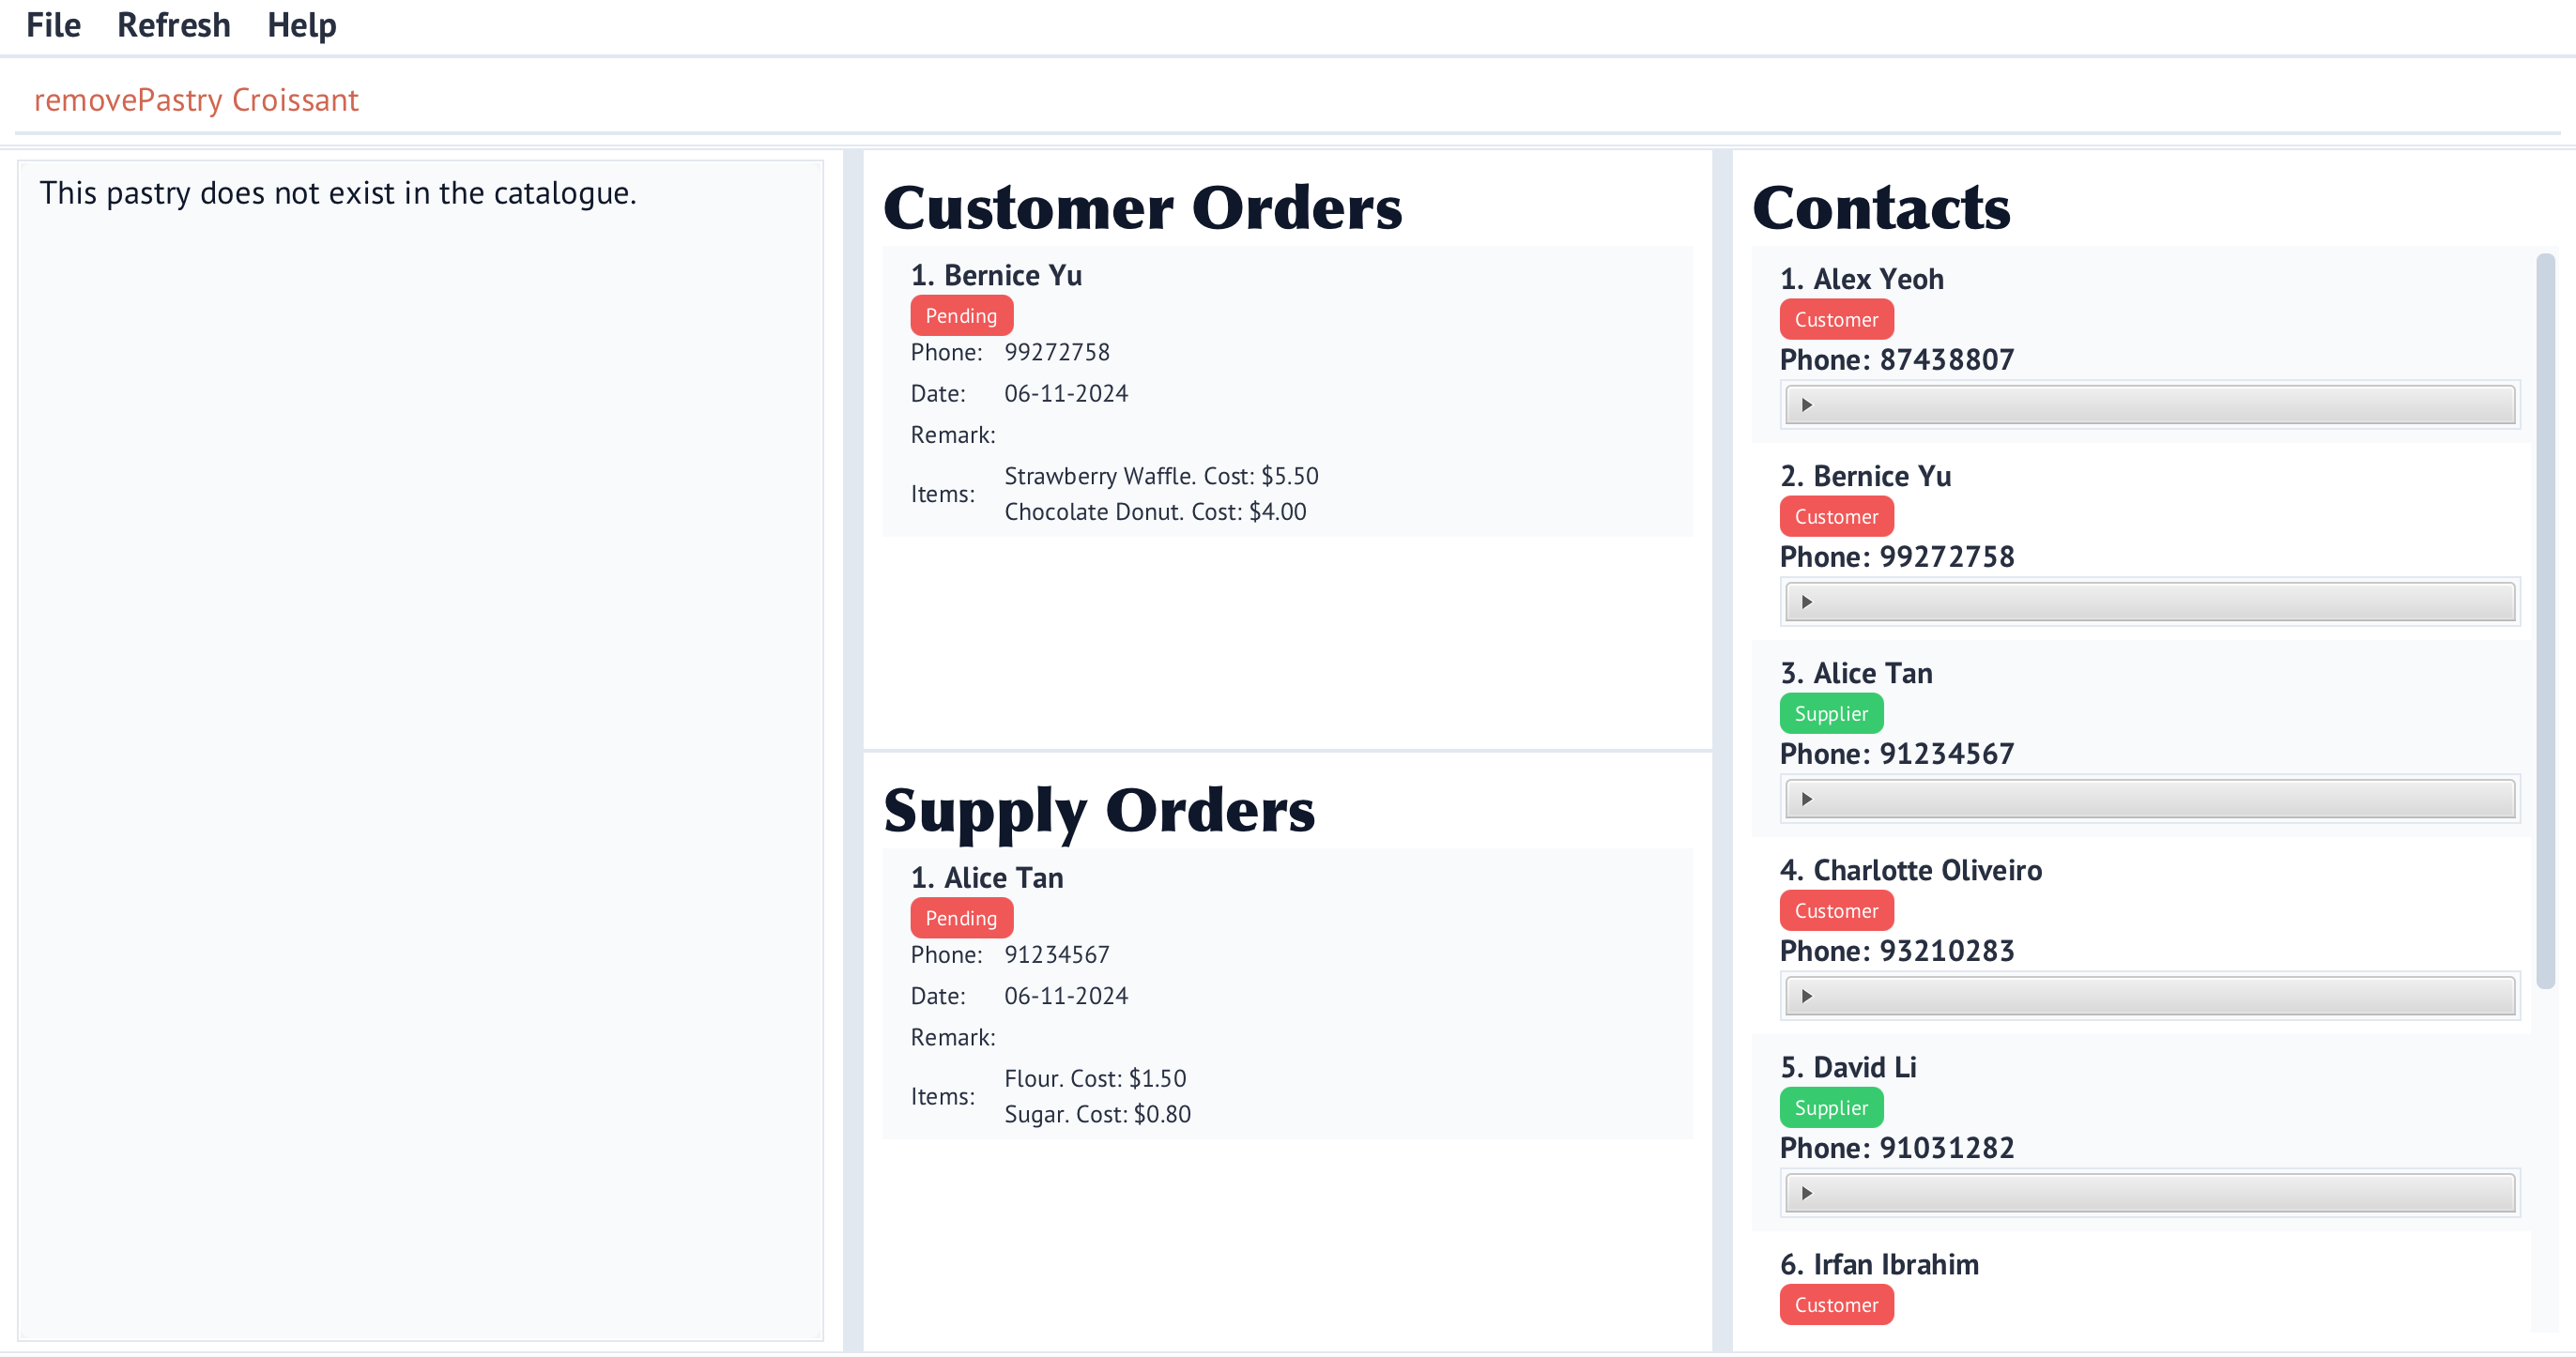 File Refresh Help
removePastry Croissant
This pastry does not exist in the catalogue.
Customer Orders
1. Bernice Yu
Pending
Phone: 99272758
Date: 06-11-2024
Remark:
Items:
Strawberry Waffle. Cost: $5.50
Chocolate Donut. Cost: $4.00
Supply Orders
1. Alice Tan
Pending
Phone: 91234567
Date: 06-11-2024
Remark:
Items:
Flour. Cost: $1.50
Sugar. Cost: $0.80
Contacts
1. Alex Yeoh
Customer
Phone: 87438807
2. Bernice Yu
Customer
Phone: 99272758
3. Alice Tan
Supplier
Phone: 91234567
4. Charlotte Oliveiro
Customer
Phone: 93210283
5. David Li
Supplier
Phone: 91031282
6. Irfan Ibrahim
Customer